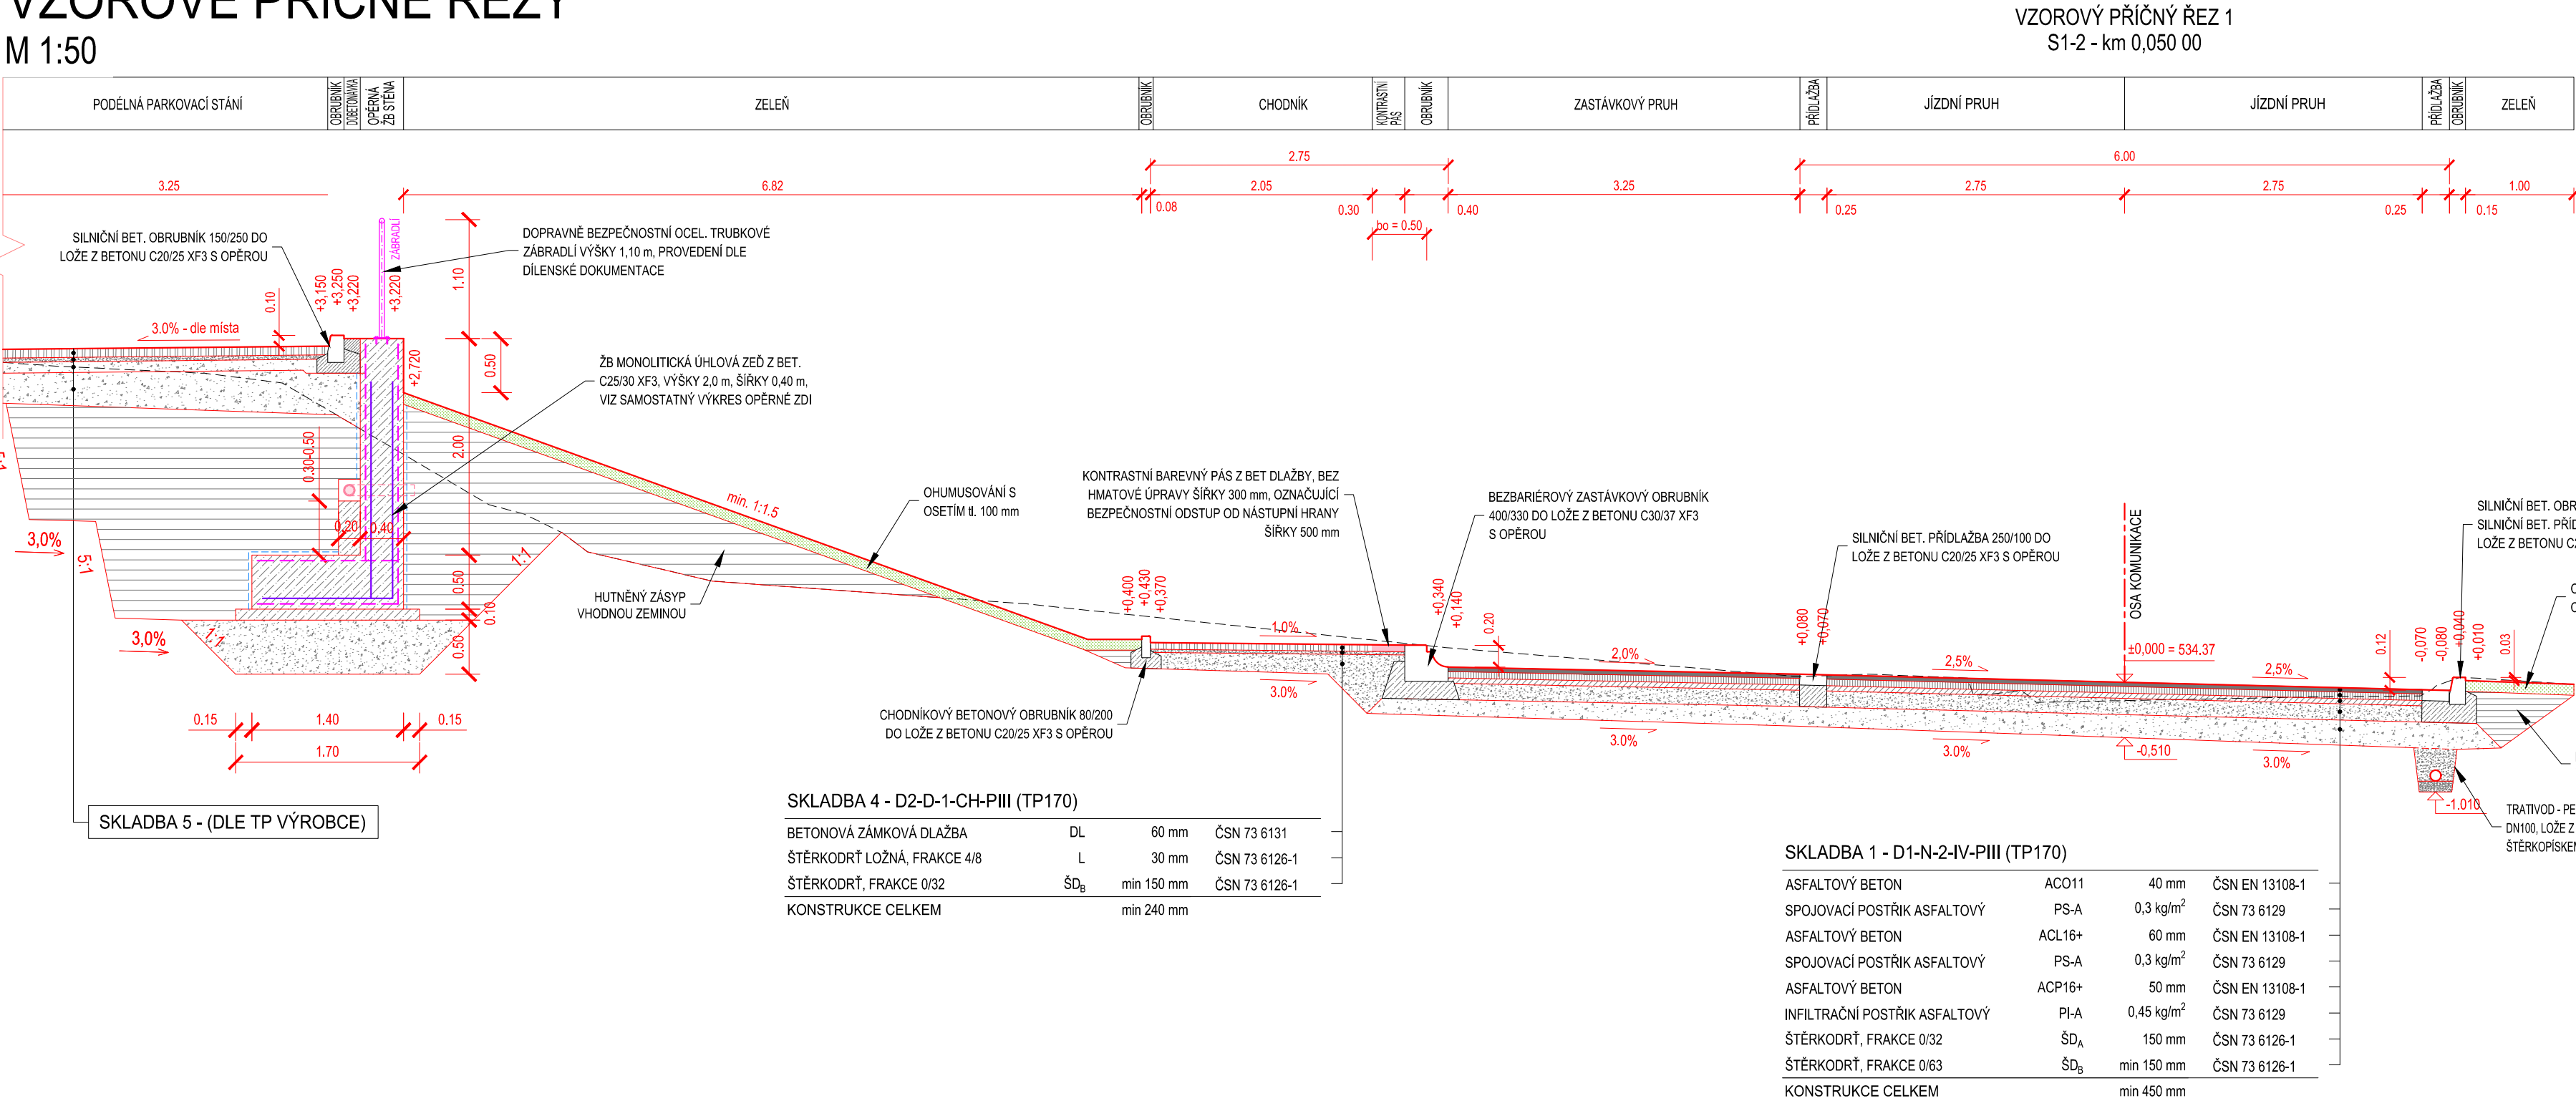 VZOROVÉ PŘÍČNÉ ŘEZY
M 1:50
VZOROVÝ PŘÍČNÝ ŘEZ 1
S1-2 - km 0,050 00
PODÉLNÁ PARKOVACÍ STÁNÍ
OBRUBNÍK
DOBETONÁVKA
OPĚRNÁ
ŽB STĚNA
ZELEŇ
OBRUBNÍK
CHODNÍK
KONTRASTNÍ
PÁS
OBRUBNÍK
ZASTÁVKOVÝ PRUH
PŘÍDLAŽBA
JÍZDNÍ PRUH
JÍZDNÍ PRUH
PŘÍDLAŽBA
OBRUBNÍK
ZELEŇ
2.75
6.00
3.25
6.82
2.05
3.25
2.75
2.75
1.00
0.08
0.30
0.40
0.25
0.25
0.15
bo = 0.50
SILNIČNÍ BET. OBRUBNÍK 150/250 DO
LOŽE Z BETONU C20/25 XF3 S OPĚROU
0.10
+3,150
+3,250
+3,220
ZÁBRADLÍ
+3,220
1.10
DOPRAVNĚ BEZPEČNOSTNÍ OCEL. TRUBKOVÉ
ZÁBRADLÍ VÝŠKY 1,10 m, PROVEDENÍ DLE
DÍLENSKÉ DOKUMENTACE
3.0% - dle místa
+2,720
0.50
ŽB MONOLITICKÁ ÚHLOVÁ ZEĎ Z BET.
C25/30 XF3, VÝŠKY 2,0 m, ŠÍŘKY 0,40 m,
VIZ SAMOSTATNÝ VÝKRES OPĚRNÉ ZDI
2.00
0.30-0.50
0.20
0.40
5:1
3,0%
5:1
3,0%
1:1
1:1
0.50
0.10
0.50
0.15
1.40
0.15
1.70
SKLADBA 5 - (DLE TP VÝROBCE)
min. 1:1.5
OHUMUSOVÁNÍ S
OSETÍM tl. 100 mm
HUTNĚNÝ ZÁSYP
VHODNOU ZEMINOU
KONTRASTNÍ BAREVNÝ PÁS Z BET DLAŽBY, BEZ
HMATOVÉ ÚPRAVY ŠÍŘKY 300 mm, OZNAČUJÍCÍ
BEZPEČNOSTNÍ ODSTUP OD NÁSTUPNÍ HRANY
ŠÍŘKY 500 mm
BEZBARIÉROVÝ ZASTÁVKOVÝ OBRUBNÍK
400/330 DO LOŽE Z BETONU C30/37 XF3
S OPĚROU
SILNIČNÍ BET. PŘÍDLAŽBA 250/100 DO
LOŽE Z BETONU C20/25 XF3 S OPĚROU
OSA KOMUNIKACE
SILNIČNÍ BET. OBR
SILNIČNÍ BET. PŘÍD
LOŽE Z BETONU C2
+0,400
+0,430
+0,370
1.0%
+0,340
+0,140
0.20
2,0%
+0,080
+0,070
2,5%
±0,000 = 534.37
2,5%
0.12
-0,070
-0,080
+0,040
+0,010
0.03
3.0%
CHODNÍKOVÝ BETONOVÝ OBRUBNÍK 80/200
DO LOŽE Z BETONU C20/25 XF3 S OPĚROU
3.0%
3.0%
-0,510
3.0%
-1.010
TRATIVOD - PE
DN100, LOŽE Z
ŠTĚRKOPÍSKEM
SKLADBA 4 - D2-D-1-CH-PIII (TP170)
BETONOVÁ ZÁMKOVÁ DLAŽBA DL 60 mm ČSN 73 6131
ŠTĚRKODRŤ LOŽNÁ, FRAKCE 4/8 L 30 mm ČSN 73 6126-1
ŠTĚRKODRŤ, FRAKCE 0/32 ŠDB min 150 mm ČSN 73 6126-1
KONSTRUKCE CELKEM min 240 mm
SKLADBA 1 - D1-N-2-IV-PIII (TP170)
ASFALTOVÝ BETON ACO11 40 mm ČSN EN 13108-1
SPOJOVACÍ POSTŘIK ASFALTOVÝ PS-A 0,3 kg/m² ČSN 73 6129
ASFALTOVÝ BETON ACL16+ 60 mm ČSN EN 13108-1
SPOJOVACÍ POSTŘIK ASFALTOVÝ PS-A 0,3 kg/m² ČSN 73 6129
ASFALTOVÝ BETON ACP16+ 50 mm ČSN EN 13108-1
INFILTRAČNÍ POSTŘIK ASFALTOVÝ PI-A 0,45 kg/m² ČSN 73 6129
ŠTĚRKODRŤ, FRAKCE 0/32 ŠDA 150 mm ČSN 73 6126-1
ŠTĚRKODRŤ, FRAKCE 0/63 ŠDB min 150 mm ČSN 73 6126-1
KONSTRUKCE CELKEM min 450 mm